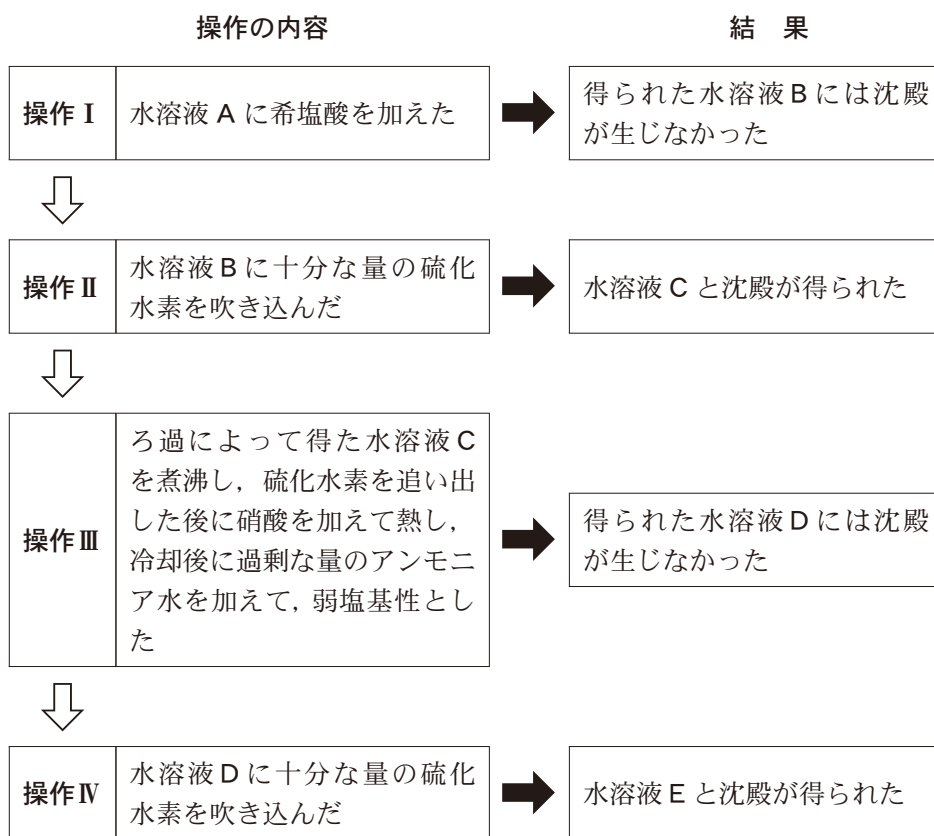 操作の内容
結　果
操作Ⅰ
水溶液Aに希塩酸を加えた
得られた水溶液Bには沈殿
が生じなかった
操作Ⅱ
水溶液Bに十分な量の硫化
水素を吹き込んだ
水溶液Cと沈殿が得られた
操作Ⅲ
ろ過によって得た水溶液C
を煮沸し，硫化水素を追い出
した後に硝酸を加えて熱し，
冷却後に過剰な量のアンモニ
ア水を加えて，弱塩基性とし
た
得られた水溶液Dには沈殿
が生じなかった
操作Ⅳ
水溶液Dに十分な量の硫化
水素を吹き込んだ
水溶液Eと沈殿が得られた